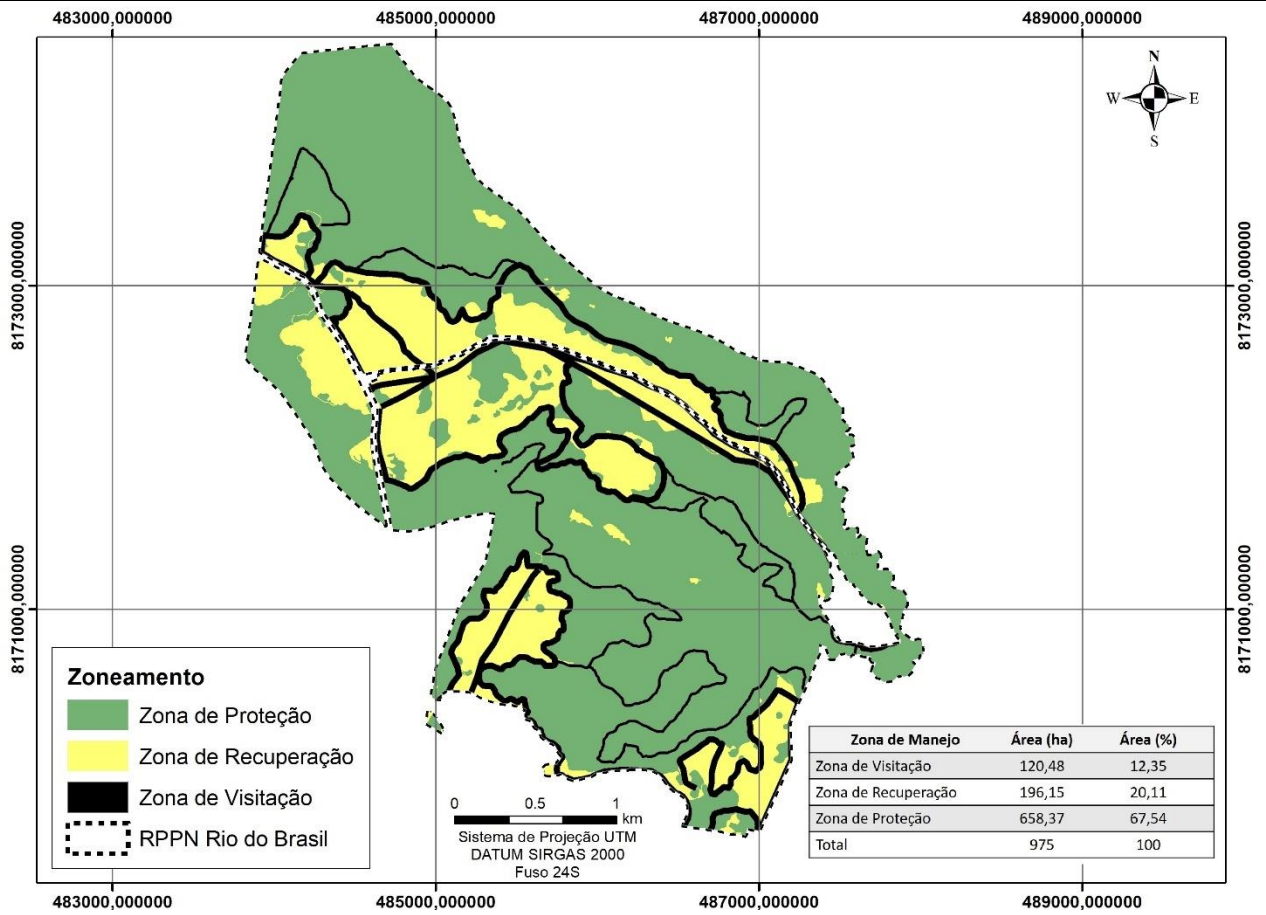 483000,000000 485000,000000 487000,000000 489000,000000
N
W E
S
8173000,000000 8173000,000000
8171000,000000 8171000,000000
Zoneamento
Zona de Proteção
Zona de Recuperação
Zona de Visitação
RPPN Rio do Brasil
0 0.5 1
km
Sistema de Projeção UTM
DATUM SIRGAS 2000
Fuso 24S
Zona de Manejo Área (ha) Área (%)
Zona de Visitação 120,48 12,35
Zona de Recuperação 196,15 20,11
Zona de Proteção 658,37 67,54
Total 975 100
483000,000000 485000,000000 487000,000000 489000,000000